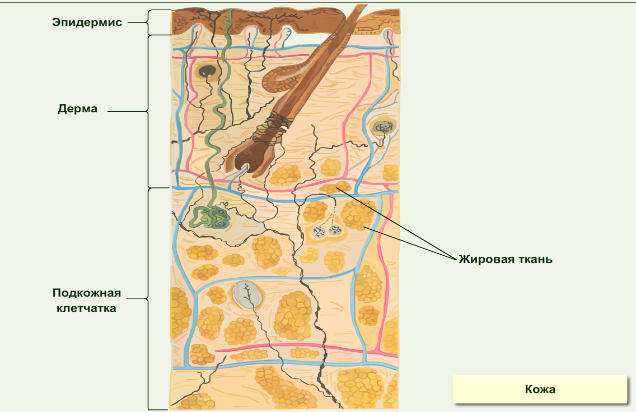 Эпидермис
Дерма
Жировая ткань
Подкожная
клетчатка
Кожа